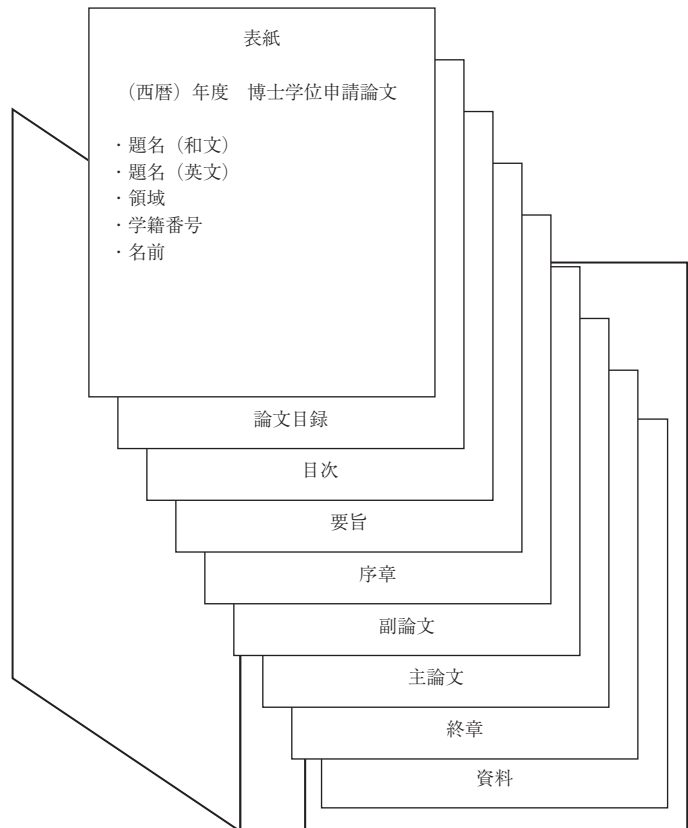 表紙
（西暦）年度　博士学位申請論文
・題名（和文）
・題名（英文）
・領域
・学籍番号
・名前
論文目録
目次
要旨
序章
副論文
主論文
終章
資料